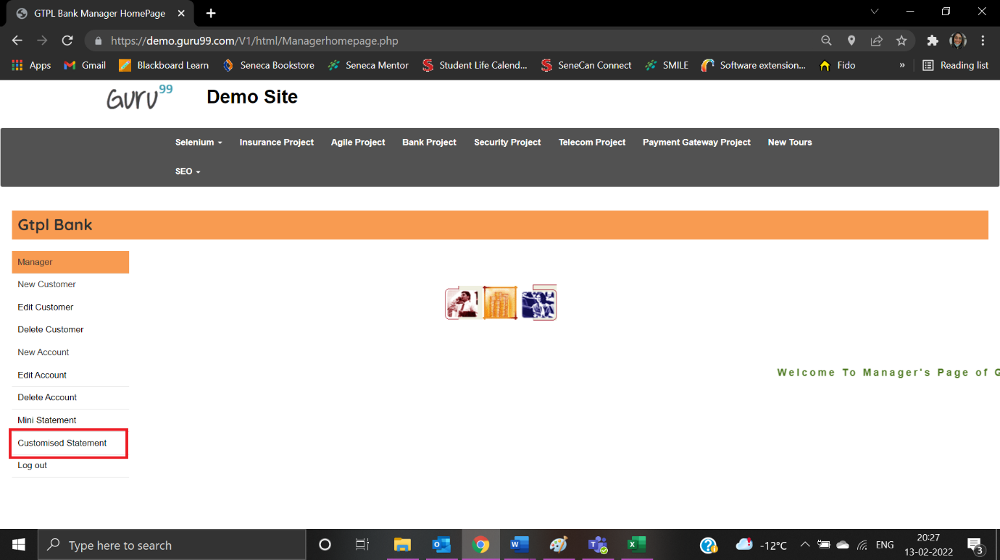 GTPL Bank Manager HomePage
https://demo.guru99.com/V1/html/Managerhomepage.php
Apps Gmail Blackboard Learn Seneca Bookstore Seneca Mentor Student Life Calend... SeneCan Connect SMILE Software extension... Fido » Reading list
Guru99 Demo Site
Selenium Insurance Project Agile Project Bank Project Security Project Telecom Project Payment Gateway Project New Tours
SEO
Gtpl Bank
Manager
New Customer
Edit Customer
Delete Customer
New Account
Edit Account
Welcome To Manager's Page of G
Delete Account
Mini Statement
Customised Statement
Log out
Type here to search
-12°C
ENG
20:27
13-02-2022
3